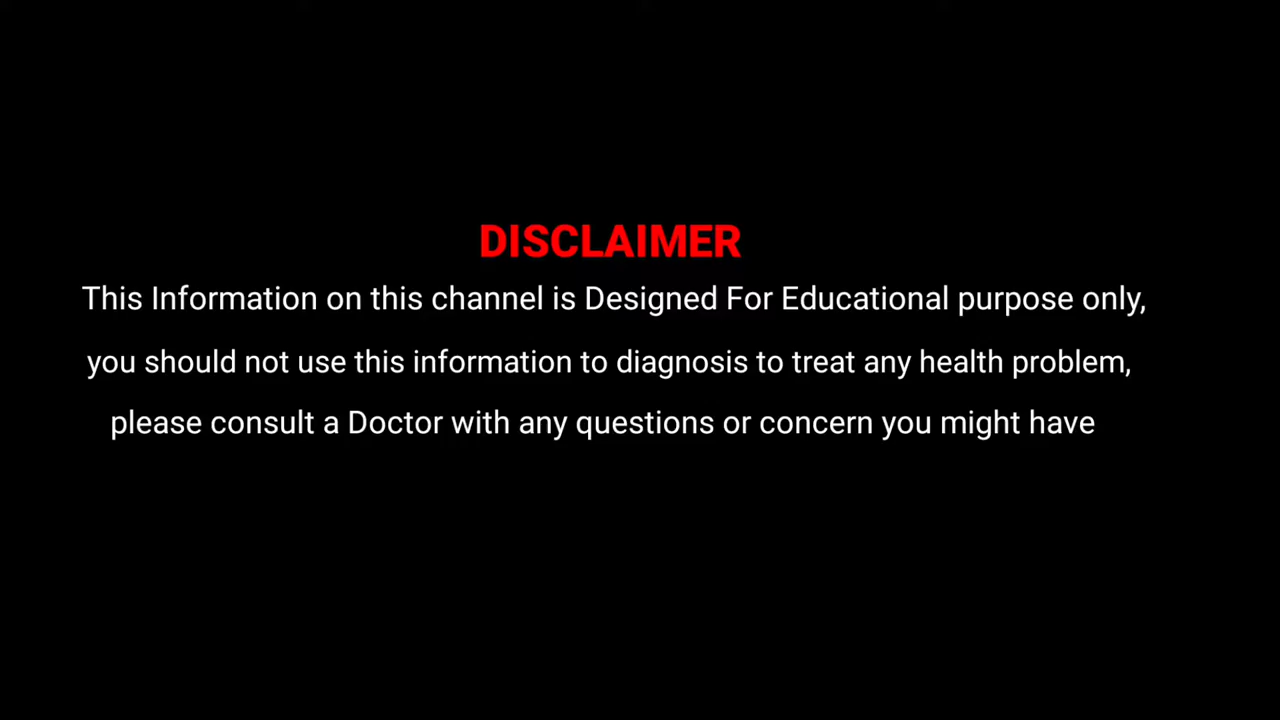 DISCLAIMER
This Information on this channel is Designed For Educational purpose only,
you should not use this information to diagnosis to treat any health problem,
please consult a Doctor with any questions or concern you might have